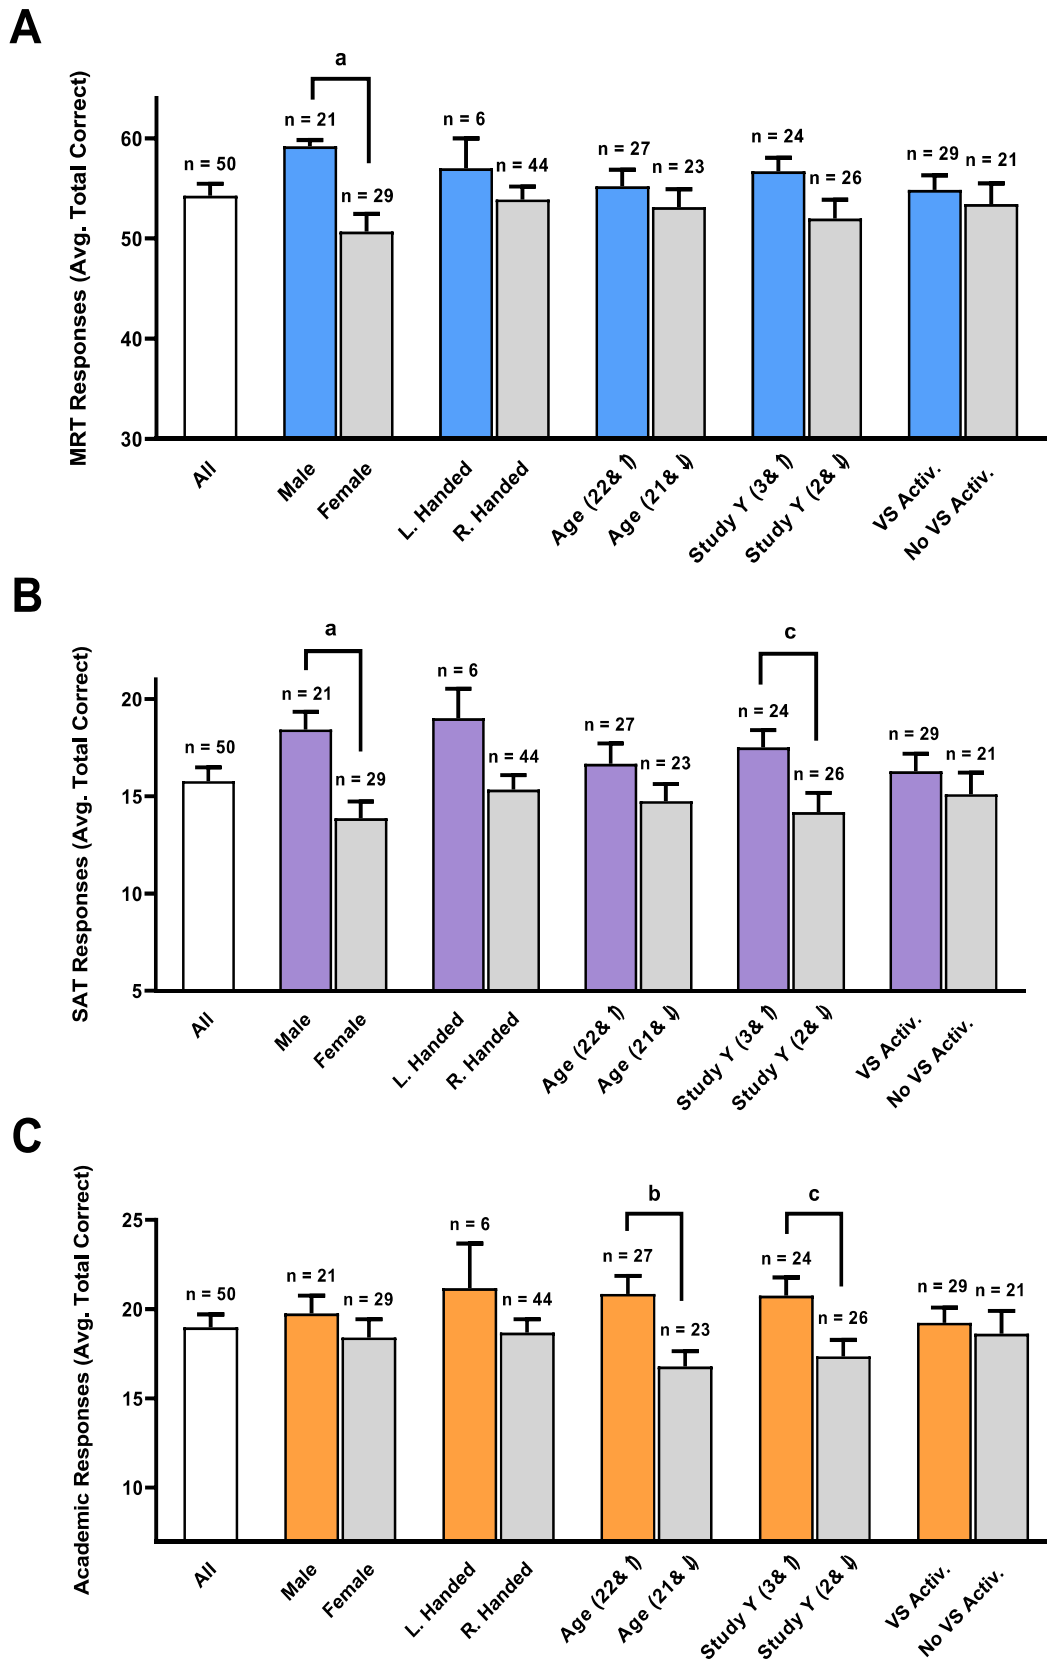 A
MRT Responses (Avg. Total Correct)
a
n = 21
n = 6
n = 24
n = 27
n = 29
n = 21
n = 50
n = 44
n = 23
n = 26
n = 29
60
50
40
30
All
Male
Female
L. Handed
R. Handed
Age (22& ⇑)
Age (21& ⇓)
Study Y (3& ⇑)
Study Y (2& ⇓)
VS Activ.
No VS Activ.
B
SAT Responses (Avg. Total Correct)
a
c
n = 6
n = 21
n = 24
n = 27
n = 29
n = 50
n = 44
n = 21
n = 23
n = 29
n = 26
20
15
10
5
All
Male
Female
L. Handed
R. Handed
Age (22& ⇑)
Age (21& ⇓)
Study Y (3& ⇑)
Study Y (2& ⇓)
VS Activ.
No VS Activ.
C
Academic Responses (Avg. Total Correct)
b
c
n = 6
n = 27
n = 24
n = 21
n = 29
n = 21
n = 50
n = 29
n = 44
n = 26
n = 23
25
20
15
10
All
Male
Female
L. Handed
R. Handed
Age (22& ⇑)
Age (21& ⇓)
Study Y (3& ⇑)
Study Y (2& ⇓)
VS Activ.
No VS Activ.